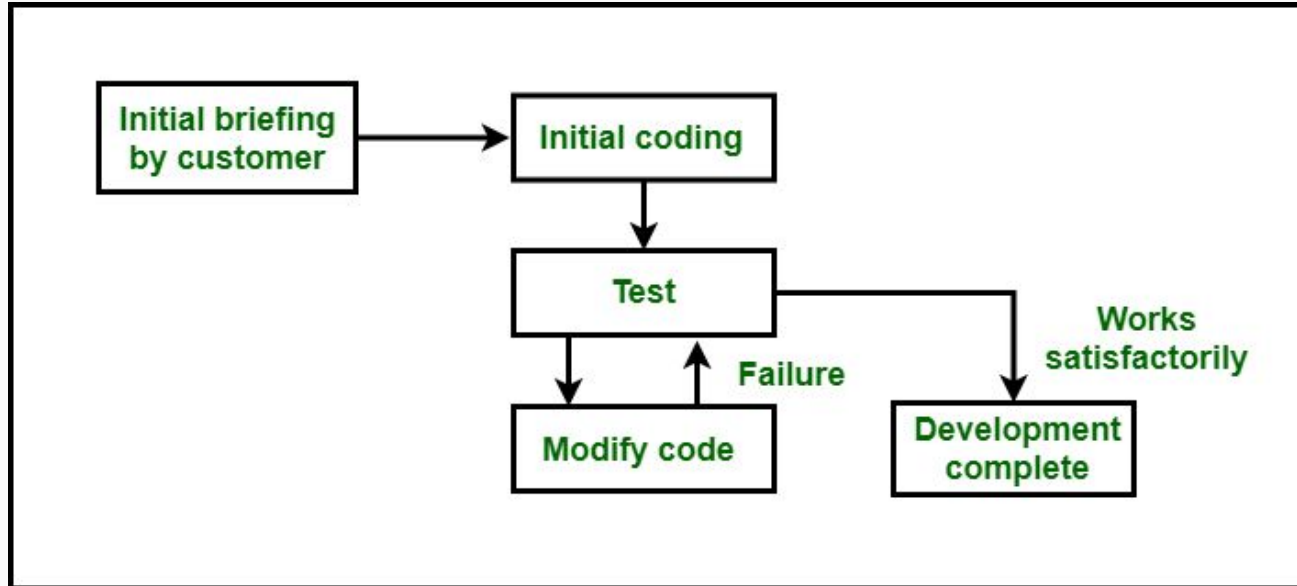 Initial briefing
by customer
Initial coding
Test
Works
satisfactorily
Failure
Modify code
Development
complete